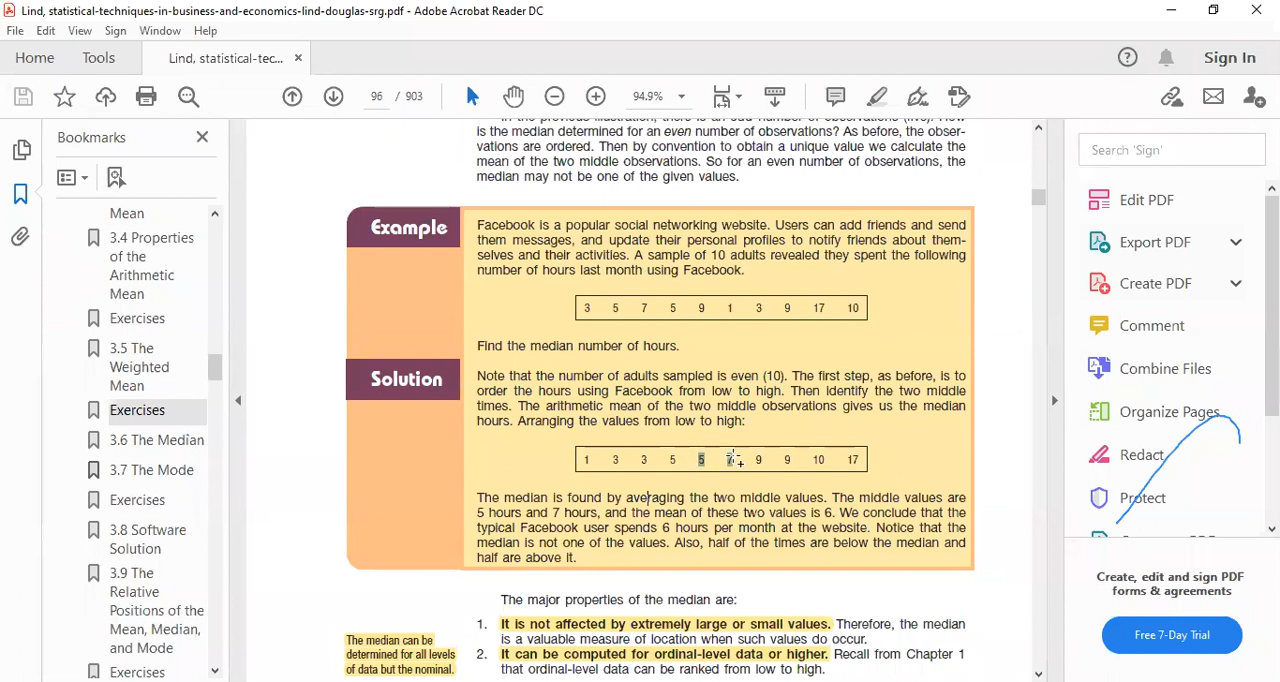 Lind, statistical-techniques-in-business-and-economics-lind-douglas-srg.pdf - Adobe Acrobat Reader DC
File Edit View Sign Window Help
Home Tools Lind, statistical-tec... × Sign In
96 / 903 94.9%
Bookmarks
Mean
3.4 Properties
of the
Arithmetic
Mean
Exercises
3.5 The
Weighted
Mean
Exercises
3.6 The Median
3.7 The Mode
Exercises
3.8 Software
Solution
3.9 The
Relative
Positions of the
Mean, Median,
and Mode
Exercises
In the previous illustration, there is an odd number of observations (five). How
is the median determined for an even number of observations? As before, the obser-
vations are ordered. Then by convention to obtain a unique value we calculate the
mean of the two middle observations. So for an even number of observations, the
median may not be one of the given values.
Example
Facebook is a popular social networking website. Users can add friends and send
them messages, and update their personal profiles to notify friends about them-
selves and their activities. A sample of 10 adults revealed they spent the following
number of hours last month using Facebook.
3 5 7 5 9 1 3 9 17 10
Find the median number of hours.
Solution
Note that the number of adults sampled is even (10). The first step, as before, is to
order the hours using Facebook from low to high. Then identify the two middle
times. The arithmetic mean of the two middle observations gives us the median
hours. Arranging the values from low to high:
1 3 3 5 5 7 9 9 10 17
The median is found by averaging the two middle values. The middle values are
5 hours and 7 hours, and the mean of these two values is 6. We conclude that the
typical Facebook user spends 6 hours per month at the website. Notice that the
median is not one of the values. Also, half of the times are below the median and
half are above it.
The major properties of the median are:
The median can be
determined for all levels
of data but the nominal.
1. It is not affected by extremely large or small values. Therefore, the median
is a valuable measure of location when such values do occur.
2. It can be computed for ordinal-level data or higher. Recall from Chapter 1
that ordinal-level data can be ranked from low to high.
Search 'Sign'
Edit PDF
Export PDF
Create PDF
Comment
Combine Files
Organize Pages
Redact
Protect
Create, edit and sign PDF
forms & agreements
Free 7-Day Trial